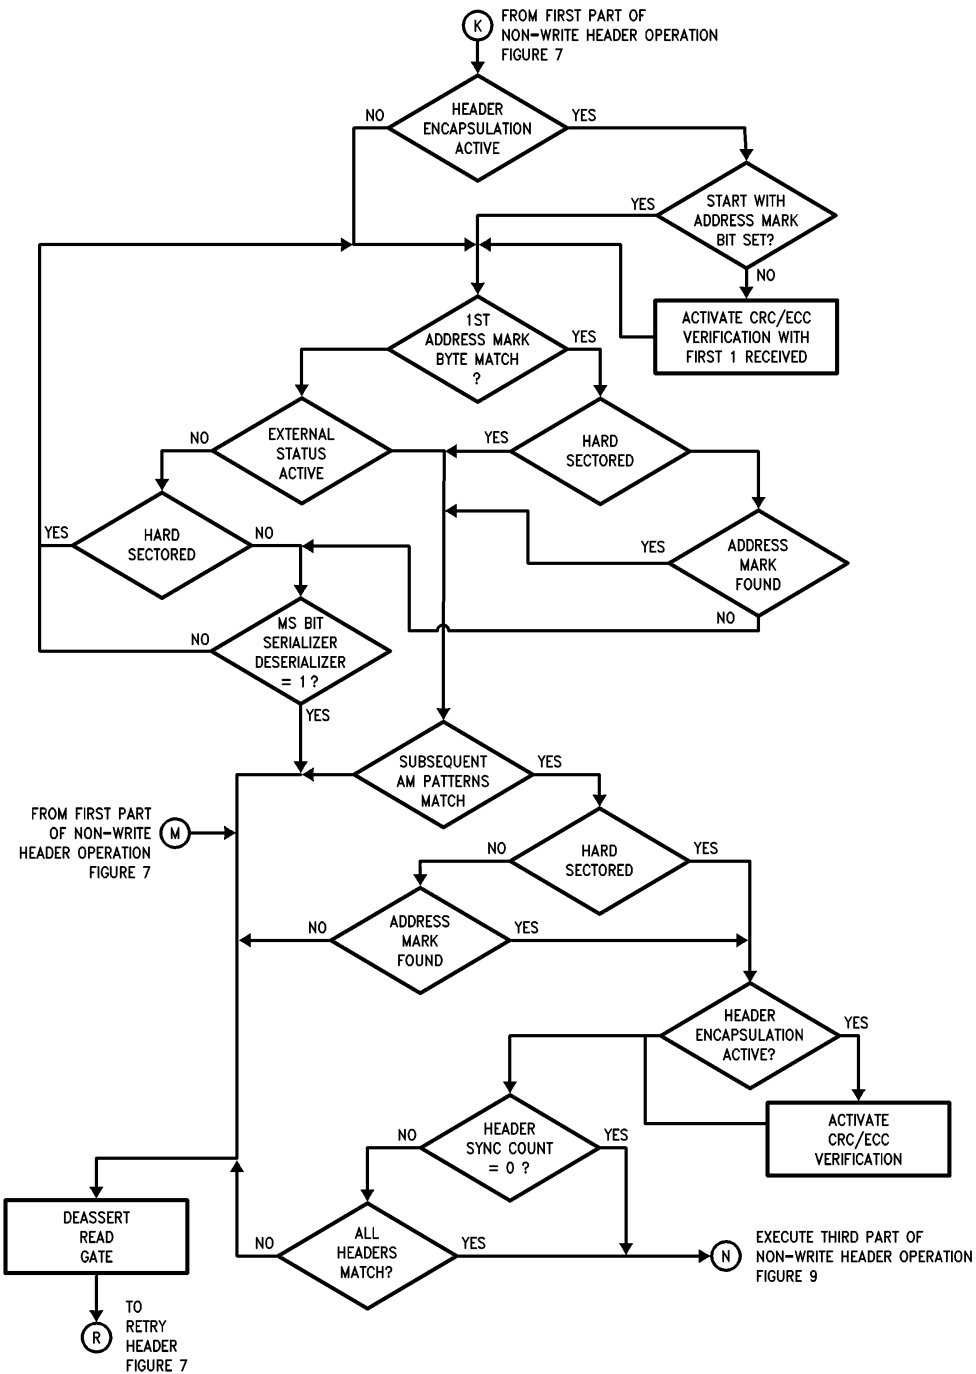 K
FROM FIRST PART OF
NON-WRITE HEADER OPERATION
FIGURE 7
NO
HEADER
ENCAPSULATION
ACTIVE
YES
YES
START WITH
ADDRESS MARK
BIT SET?
NO
ACTIVATE CRC/ECC
VERIFICATION WITH
FIRST 1 RECEIVED
1ST
ADDRESS MARK
BYTE MATCH
?
YES
NO
EXTERNAL
STATUS
ACTIVE
YES
HARD
SECTORED
YES
HARD
SECTORED
NO
YES
ADDRESS
MARK
FOUND
NO
NO
MS BIT
SERIALIZER
DESERIALIZER
= 1?
YES
SUBSEQUENT
AM PATTERNS
MATCH
YES
FROM FIRST PART
OF NON-WRITE
HEADER OPERATION
FIGURE 7
M
NO
HARD
SECTORED
YES
NO
ADDRESS
MARK
FOUND
YES
HEADER
ENCAPSULATION
ACTIVE?
YES
ACTIVATE
CRC/ECC
VERIFICATION
NO
HEADER
SYNC COUNT
= 0 ?
YES
DEASSERT
READ
GATE
NO
ALL
HEADERS
MATCH?
YES
N
EXECUTE THIRD PART OF
NON-WRITE HEADER OPERATION
FIGURE 9
R
TO
RETRY
HEADER
FIGURE 7